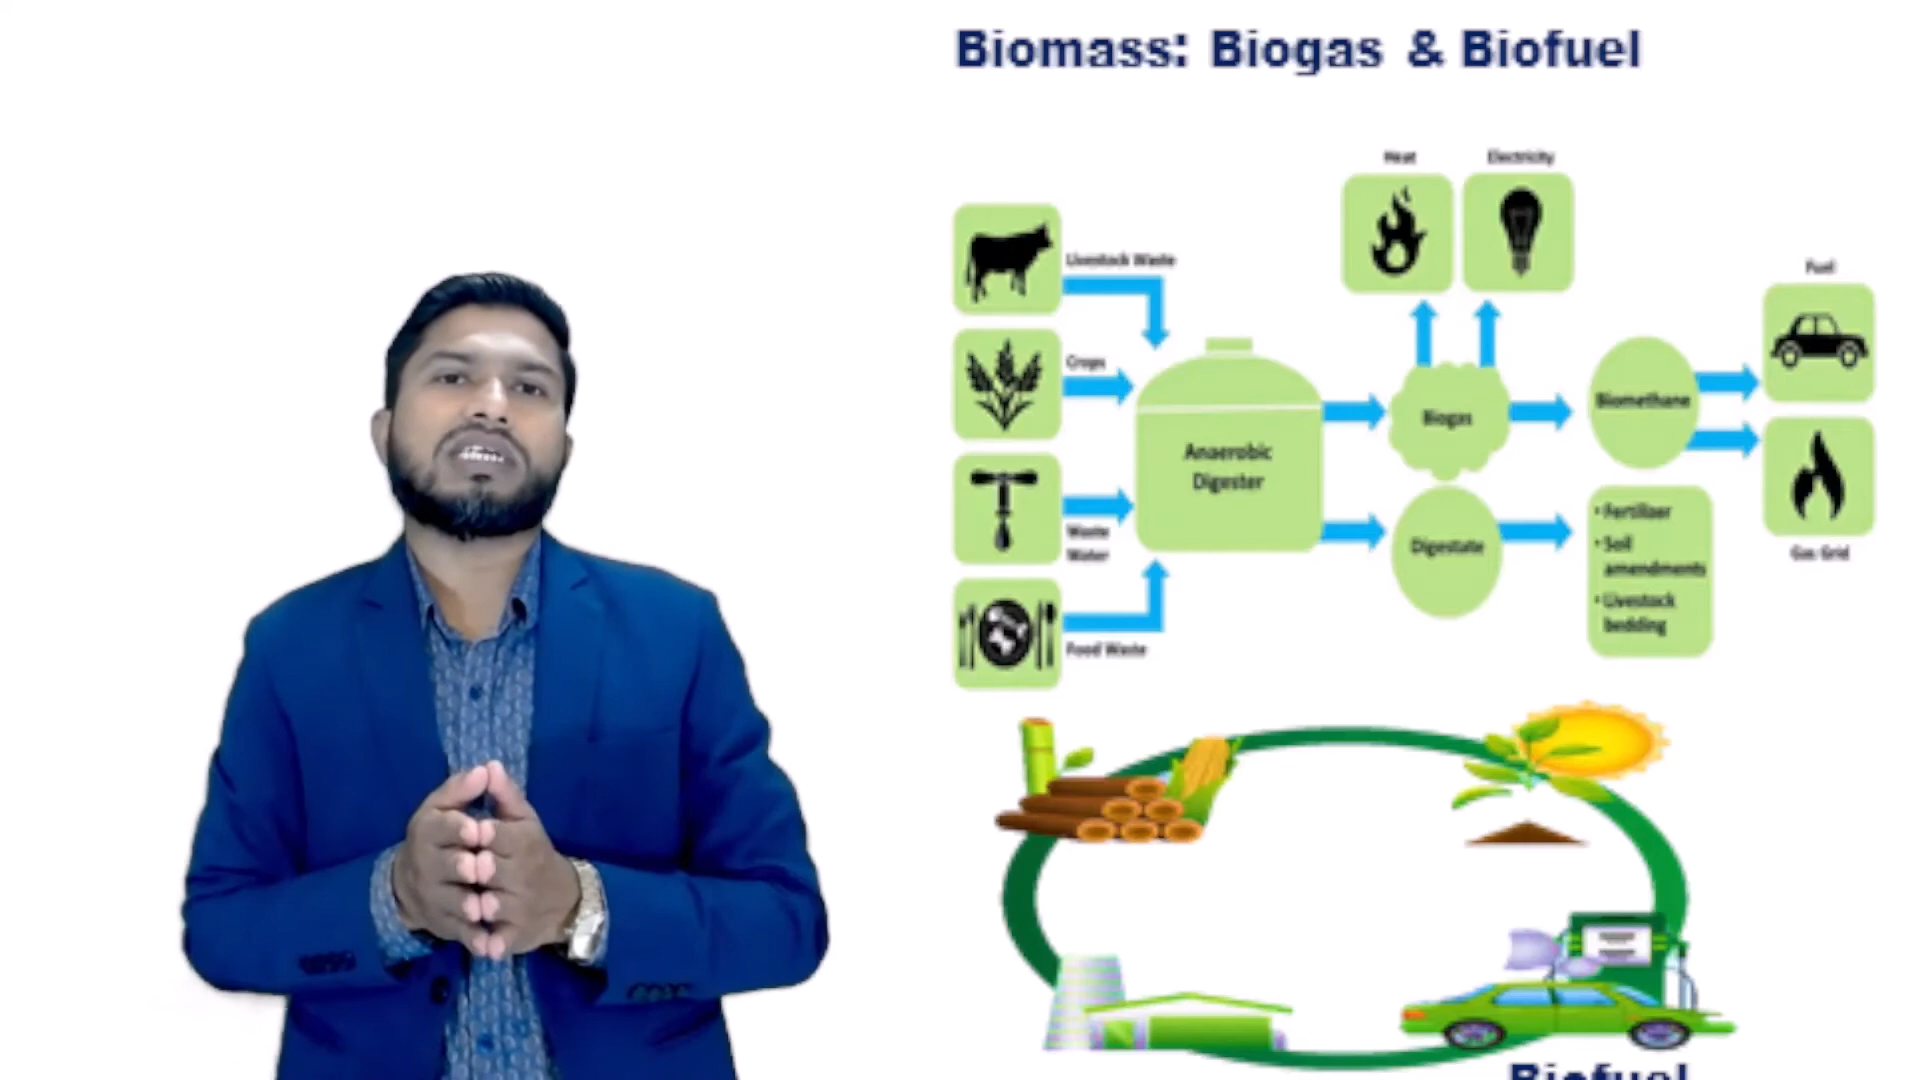 Biomass: Biogas & Biofuel
Heat
Electricity
Livestock Waste
Fuel
Crops
Biomethane
Biogas
Anaerobic
Digester
• Fertilizer
Waste
Water
Digestate
• Soil
amendments
Gas Grid
• Livestock
bedding
Food Waste
Biofuel